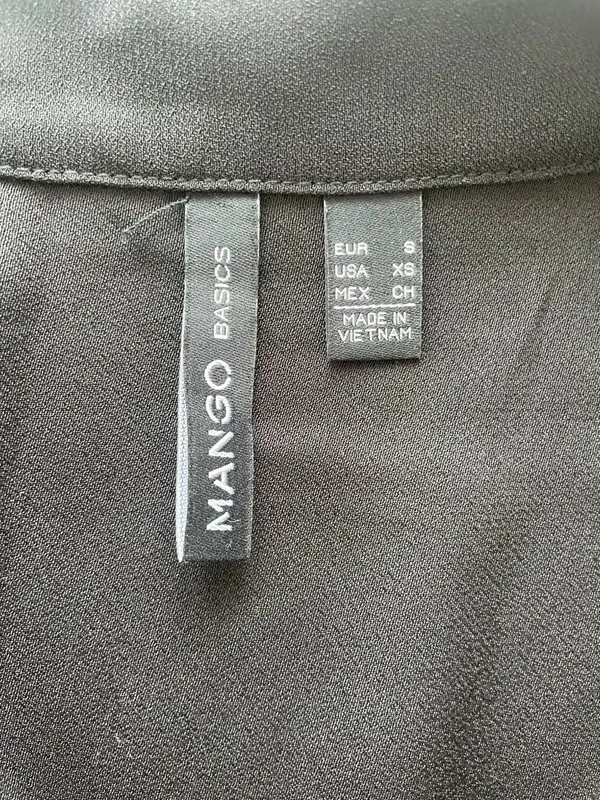 MANGO BASICS
EUR S
USA XS
MEX CH
MADE IN
VIETNAM